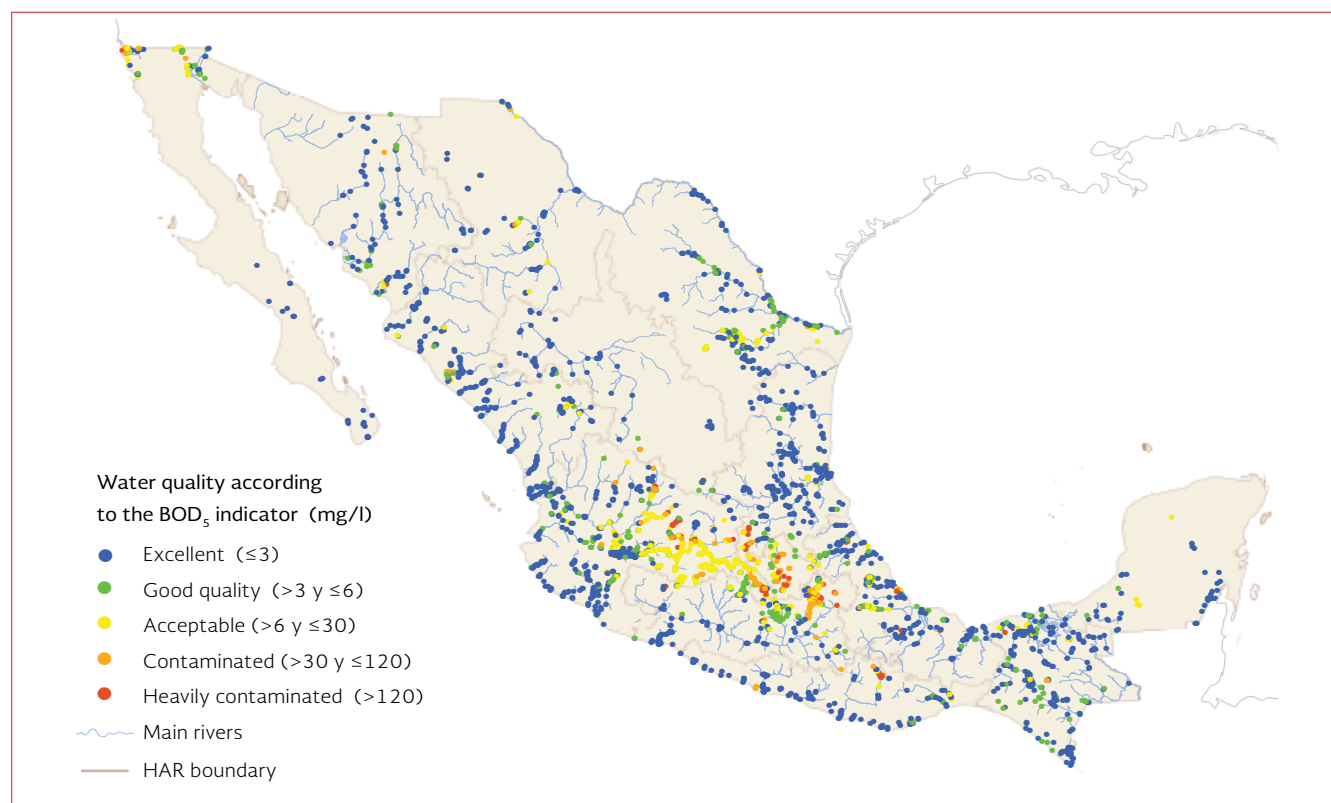 Water quality according
to the BOD₅ indicator (mg/l)
Excellent (≤3)
Good quality (>3 y ≤6)
Acceptable (>6 y ≤30)
Contaminated (>30 y ≤120)
Heavily contaminated (>120)
Main rivers
HAR boundary